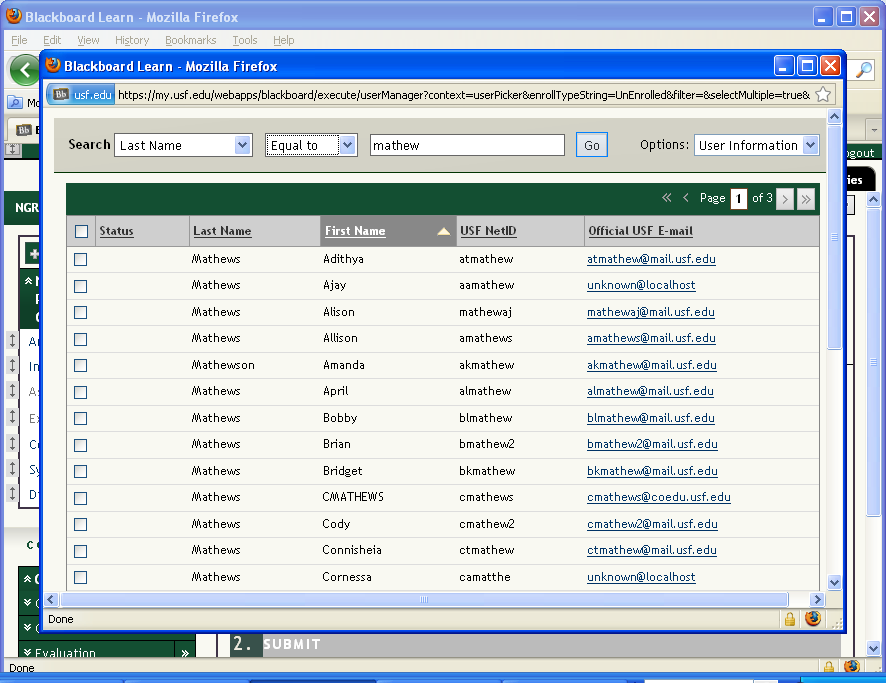 Blackboard Learn - Mozilla Firefox
File Edit View History Bookmarks Tools Help
Blackboard Learn - Mozilla Firefox
Bb usf.edu https://my.usf.edu/webapps/blackboard/execute/userManager?context=userPicker&enrollTypeString=UnEnrolled&filter=&selectMultiple=true&
Bb
Search Last Name Equal to mathew Go Options: User Information
NGR
Page 1 of 3
Status Last Name First Name USF NetID Official USF E-mail
Mathews Adithya atmathew atmathew@mail.usf.edu
Mathews Ajay aamathew unknown@localhost
Mathews Alison mathewaj mathewaj@mail.usf.edu
Mathews Allison amathews amathews@mail.usf.edu
Mathewson Amanda akmathew akmathew@mail.usf.edu
Mathews April almathew almathew@mail.usf.edu
Mathews Bobby blmathew blmathew@mail.usf.edu
Mathews Brian bmathew2 bmathew2@mail.usf.edu
Mathews Bridget bkmathew bkmathew@mail.usf.edu
Mathews CMATHEWS cmathews cmathews@coedu.usf.edu
Mathews Cody cmathew2 cmathew2@mail.usf.edu
Mathews Connisheia ctmathew ctmathew@mail.usf.edu
Mathews Cornessa camatthe unknown@localhost
Done
2. SUBMIT
Evaluation
Done